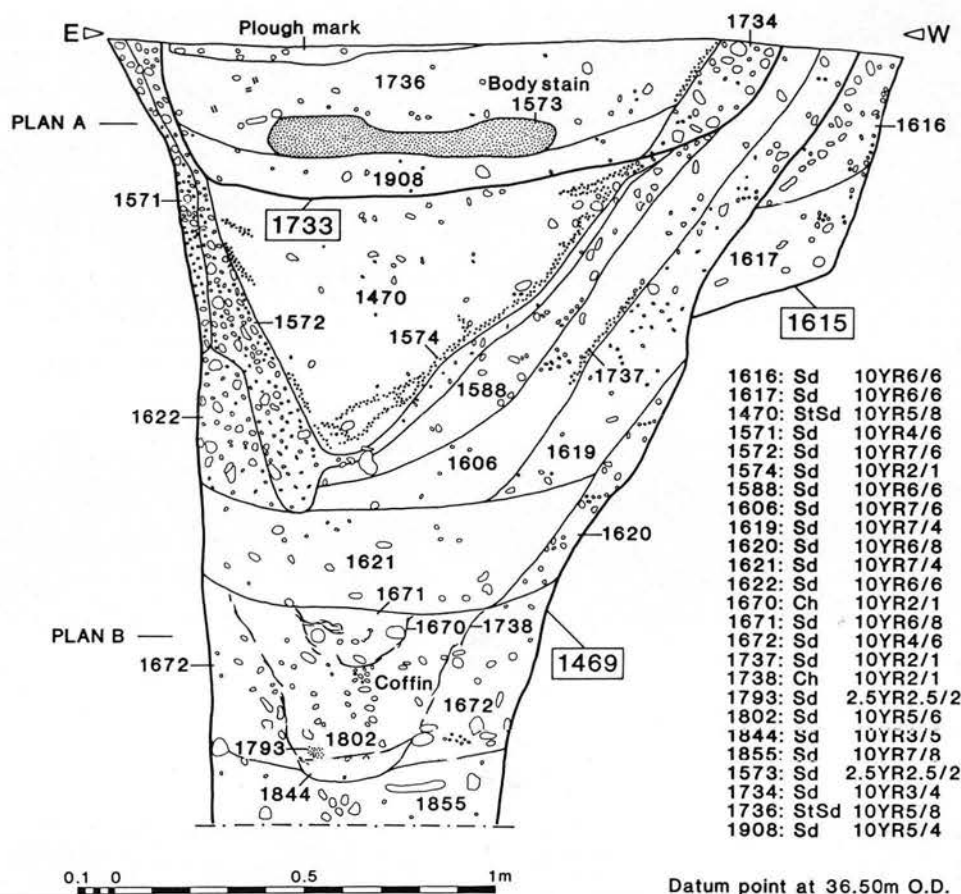 E
W
Plough mark
1734
1736
Body stain
1573
PLAN A
1616
1908
1571
1733
1617
1470
1572
1574
1615
1588
1737
1622
1606
1619
1620
1621
1671
PLAN B
1670
1738
1672
1469
Coffin
1672
1793
1802
1844
1855
1616: Sd 10YR6/6
1617: Sd 10YR6/6
1470: StSd 10YR5/8
1571: Sd 10YR4/6
1572: Sd 10YR7/6
1574: Sd 10YR2/1
1588: Sd 10YR6/6
1606: Sd 10YR7/6
1619: Sd 10YR7/4
1620: Sd 10YR6/8
1621: Sd 10YR7/4
1622: Sd 10YR6/6
1670: Ch 10YR2/1
1671: Sd 10YR6/8
1672: Sd 10YR4/6
1737: Sd 10YR2/1
1738: Ch 10YR2/1
1793: Sd 2.5YR2.5/2
1802: Sd 10YR5/6
1844: Sd 10YR3/5
1855: Sd 10YR7/8
1573: Sd 2.5YR2.5/2
1734: Sd 10YR3/4
1736: StSd 10YR5/8
1908: Sd 10YR5/4
0.1 0 1m
Datum point at 36.50m O.D.